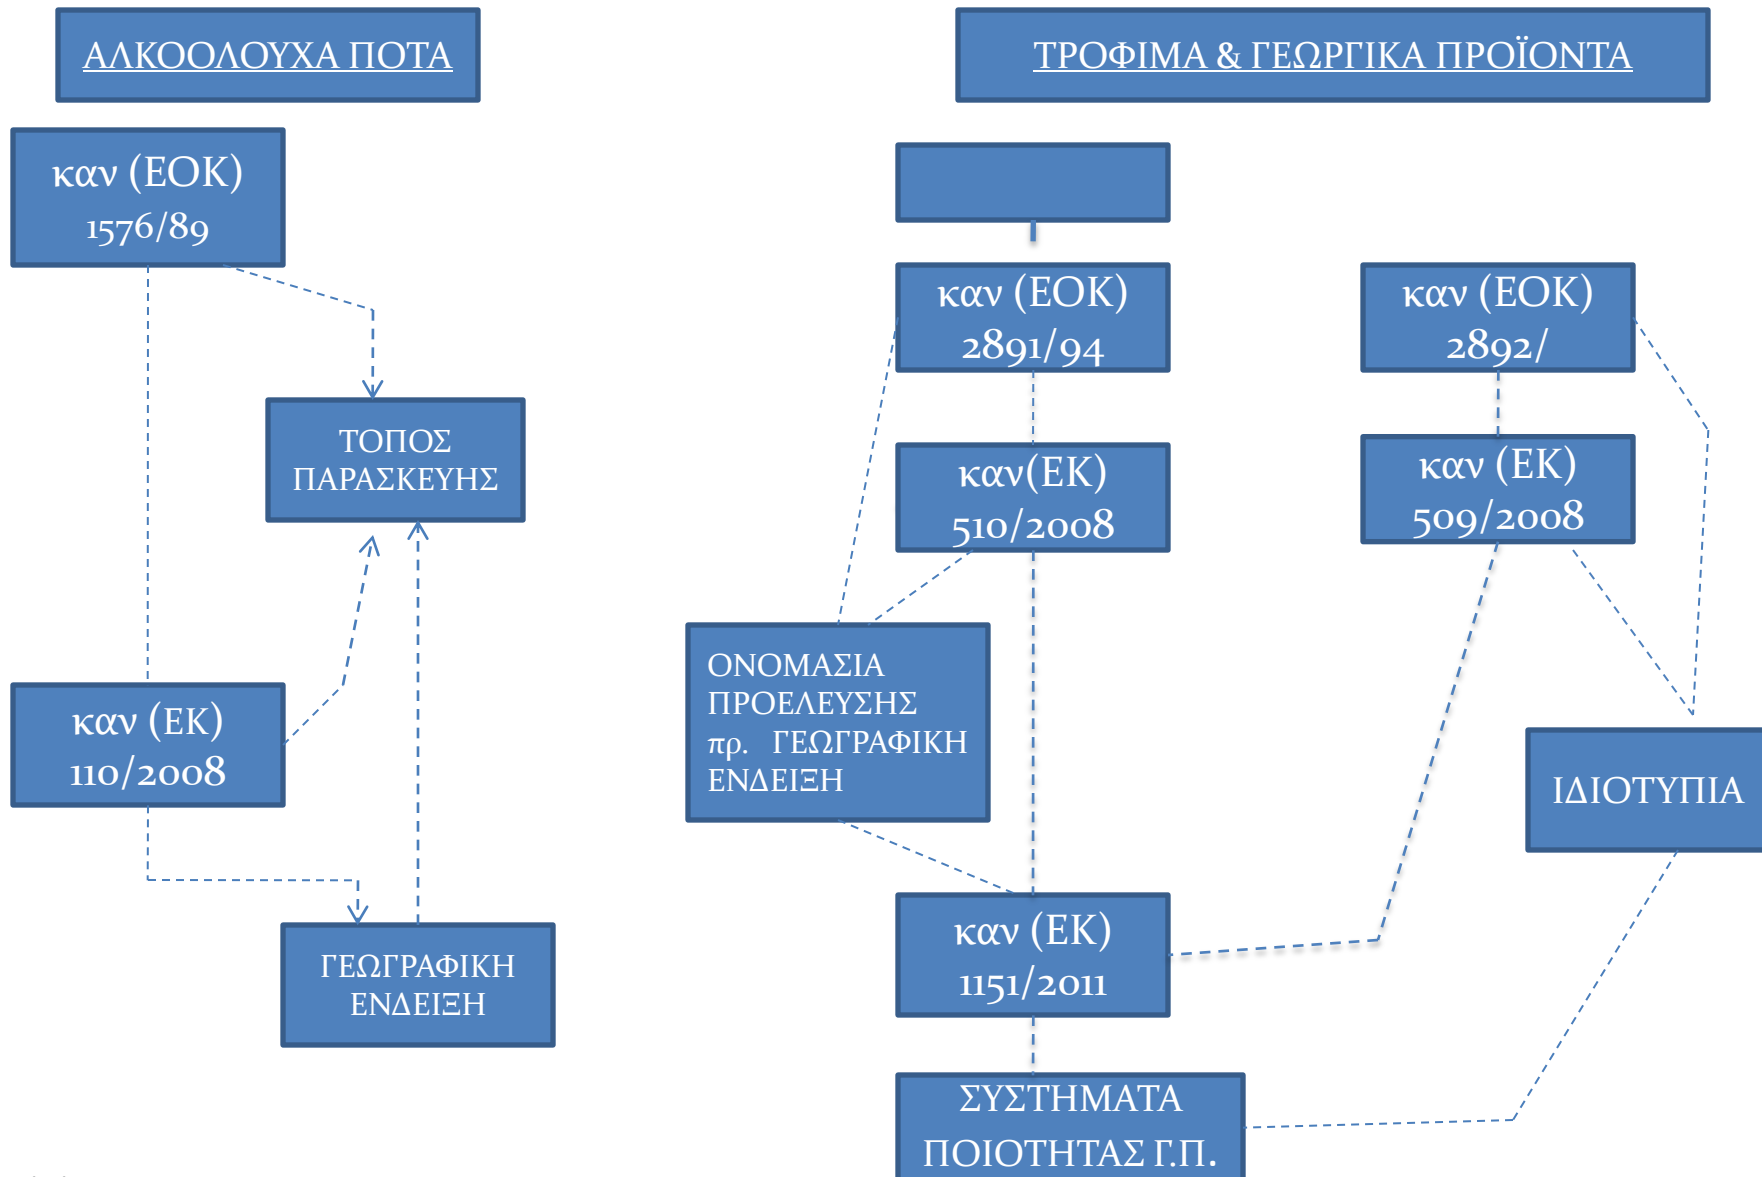 ΑΛΚΟΟΛΟΥΧΑ ΠΟΤΑ
ΤΡΟΦΙΜΑ & ΓΕΩΡΓΙΚΑ ΠΡΟΪΟΝΤΑ
καν (ΕΟΚ)
1576/89
ΤΟΠΟΣ
ΠΑΡΑΣΚΕΥΗΣ
καν (ΕΚ)
110/2008
ΓΕΩΓΡΑΦΙΚΗ
ΕΝΔΕΙΞΗ
καν (ΕΟΚ)
2891/94
καν (ΕΟΚ)
2892/
καν(ΕΚ)
510/2008
καν (ΕΚ)
509/2008
ΟΝΟΜΑΣΙΑ
ΠΡΟΕΛΕΥΣΗΣ
πρ. ΓΕΩΓΡΑΦΙΚΗ
ΕΝΔΕΙΞΗ
ΙΔΙΟΤΥΠΙΑ
καν (ΕΚ)
1151/2011
ΣΥΣΤΗΜΑΤΑ
ΠΟΙΟΤΗΤΑΣ Γ.Π.